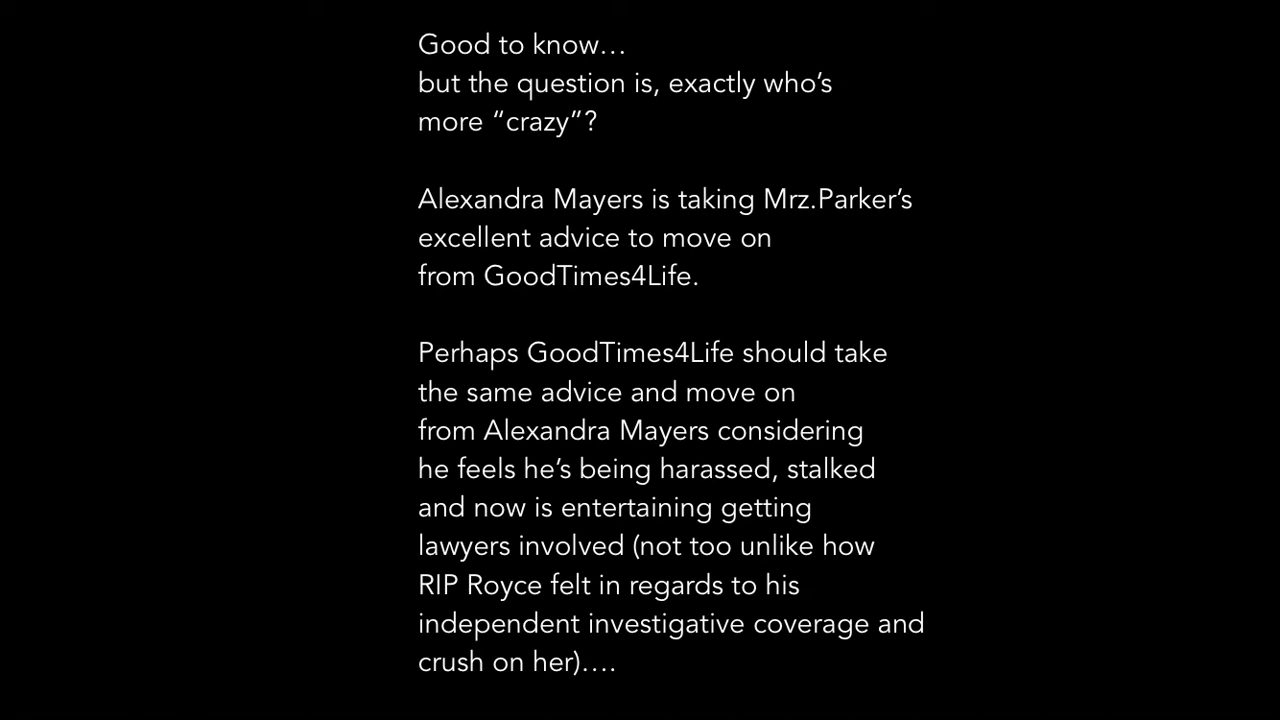 Good to know…
but the question is, exactly who’s
more “crazy”?
Alexandra Mayers is taking Mrz.Parker’s
excellent advice to move on
from GoodTimes4Life.
Perhaps GoodTimes4Life should take
the same advice and move on
from Alexandra Mayers considering
he feels he’s being harassed, stalked
and now is entertaining getting
lawyers involved (not too unlike how
RIP Royce felt in regards to his
independent investigative coverage and
crush on her)….